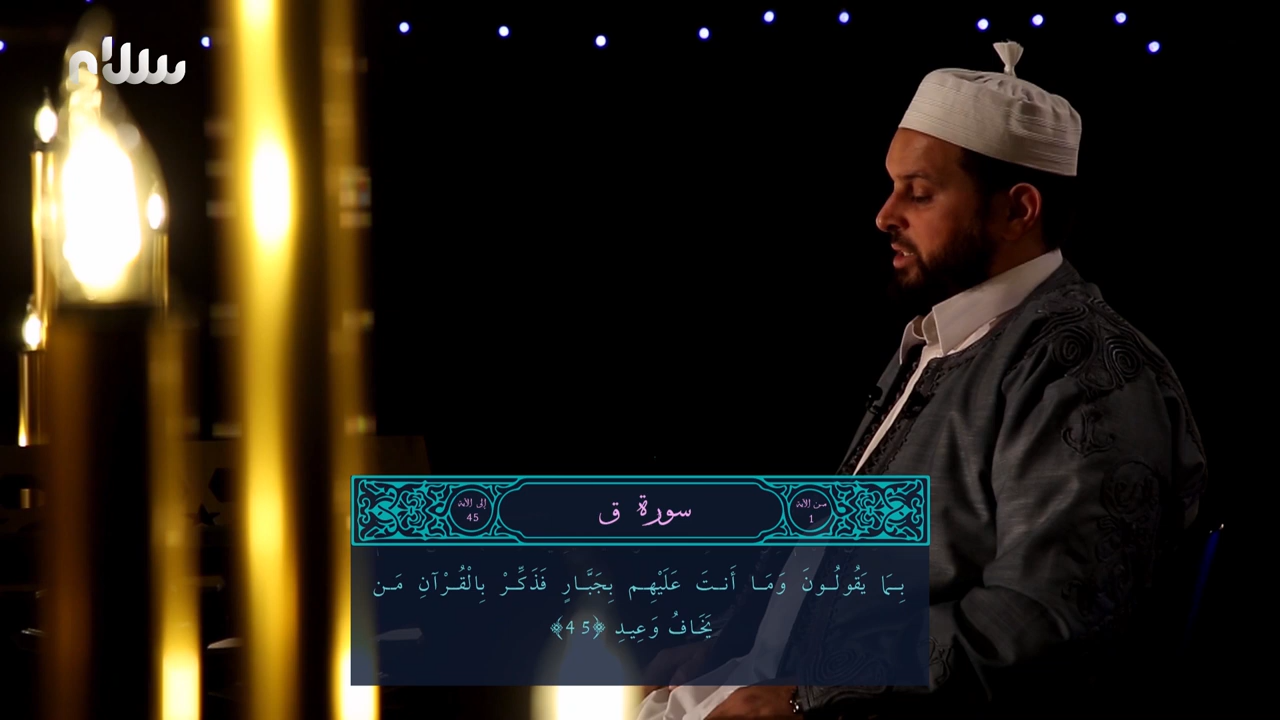 سلام
من الآية
1
سورة ق
إلى الآية
45
بِمَا يَقُولُونَ وَمَا أَنتَ عَلَيْهِم بِجَبَّارٍ فَذَكِّرْ بِالْقُرْآنِ مَن
يَخَافُ وَعِيدِ ﴿45﴾